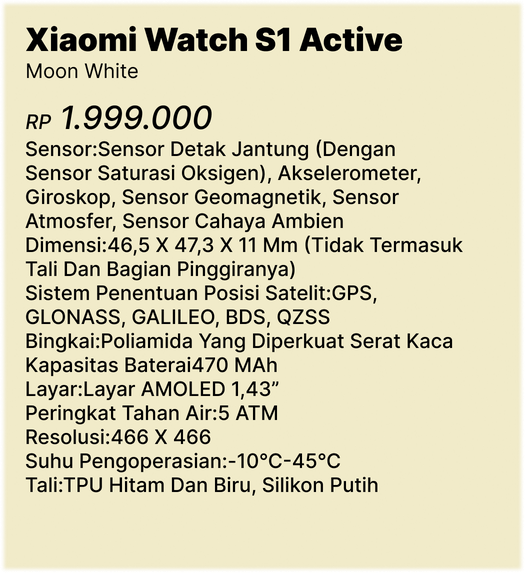 Xiaomi Watch S1 Active
Moon White
RP 1.999.000
Sensor:Sensor Detak Jantung (Dengan
Sensor Saturasi Oksigen), Akselerometer,
Giroskop, Sensor Geomagnetik, Sensor
Atmosfer, Sensor Cahaya Ambien
Dimensi:46,5 X 47,3 X 11 Mm (Tidak Termasuk
Tali Dan Bagian Pinggiranya)
Sistem Penentuan Posisi Satelit:GPS,
GLONASS, GALILEO, BDS, QZSS
Bingkai:Poliamida Yang Diperkuat Serat Kaca
Kapasitas Baterai470 MAh
Layar:Layar AMOLED 1,43”
Peringkat Tahan Air:5 ATM
Resolusi:466 X 466
Suhu Pengoperasian:-10°C-45°C
Tali:TPU Hitam Dan Biru, Silikon Putih